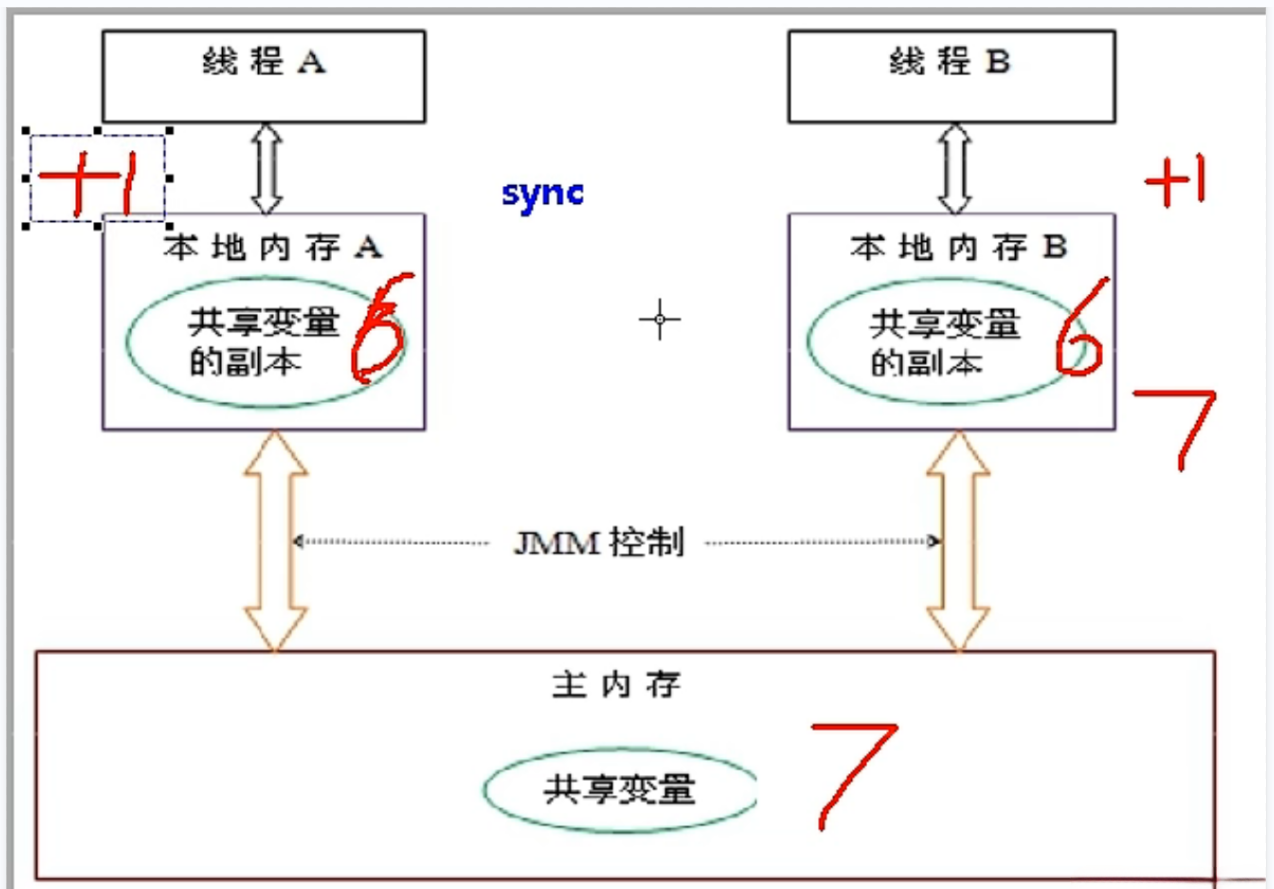 线程 A
线程 B
+1
sync
+1
本地内存 A
本地内存 B
共享变量
的副本
6
共享变量
的副本
6
7
JMM 控制
主内存
7
共享变量